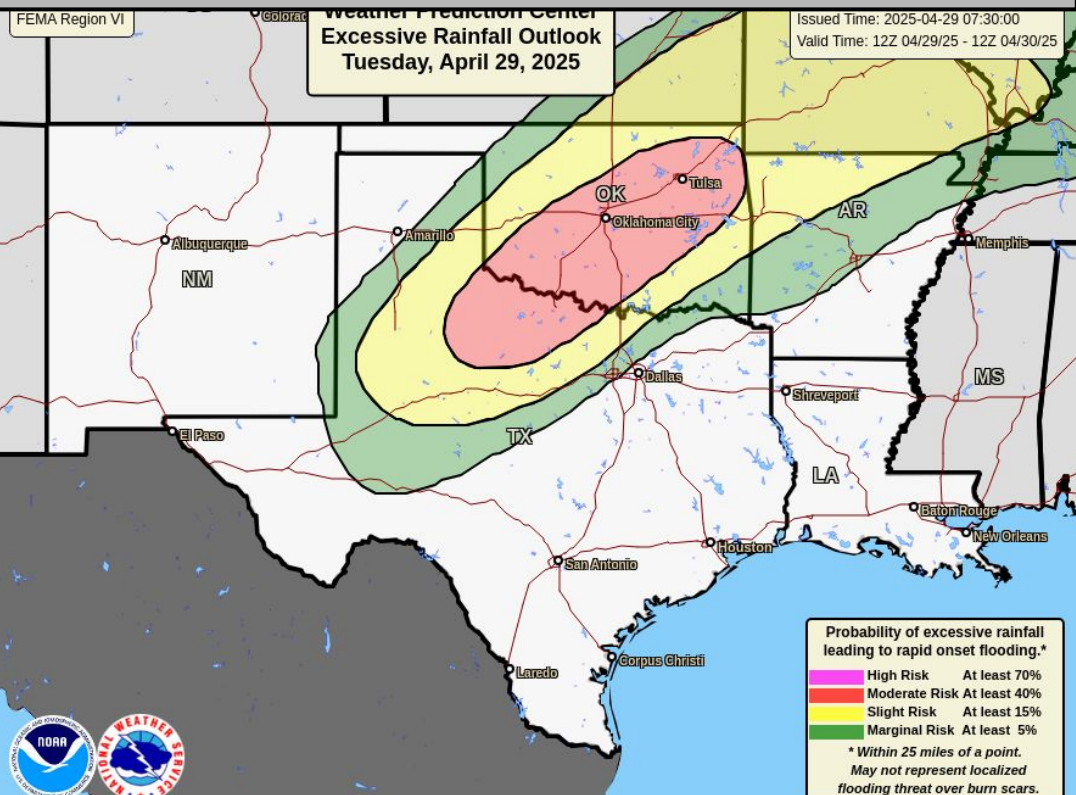 FEMA Region VI
Colorad
Weather Prediction Center
Excessive Rainfall Outlook
Tuesday, April 29, 2025
Issued Time: 2025-04-29 07:30:00
Valid Time: 12Z 04/29/25 - 12Z 04/30/25
Tulsa
OK
Oklahoma City
AR
Amarillo
Albuquerque
Memphis
NM
Dallas
MS
Shreveport
El Paso
TX
LA
Baton Rouge
New Orleans
Houston
San Antonio
Corpus Christi
Laredo
Probability of excessive rainfall
leading to rapid onset flooding.*
High Risk At least 70%
Moderate Risk At least 40%
Slight Risk At least 15%
Marginal Risk At least 5%
* Within 25 miles of a point.
May not represent localized
flooding threat over burn scars.
NOAA
NATIONAL WEATHER SERVICE